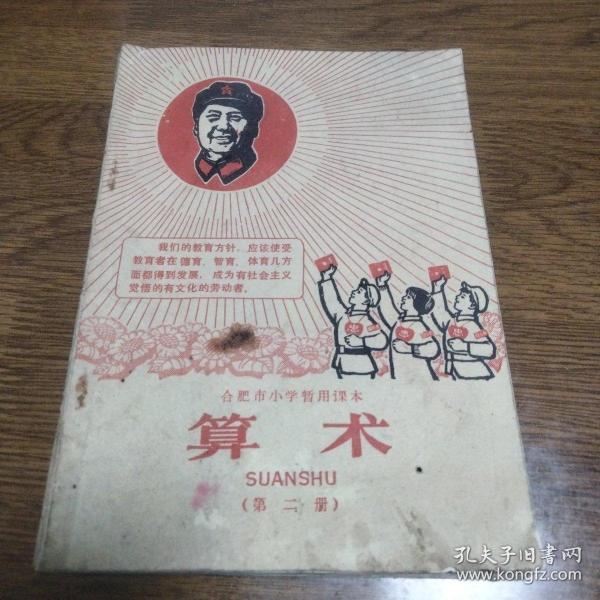 我们的教育方针，应该使受
教育者在德育、智育、体育几方
面都得到发展，成为有社会主义
觉悟的有文化的劳动者。
忠
忠
忠
合肥市小学暂用课本
算术
SUANSHU
（第二册）
孔夫子旧书网
www.kongfz.com